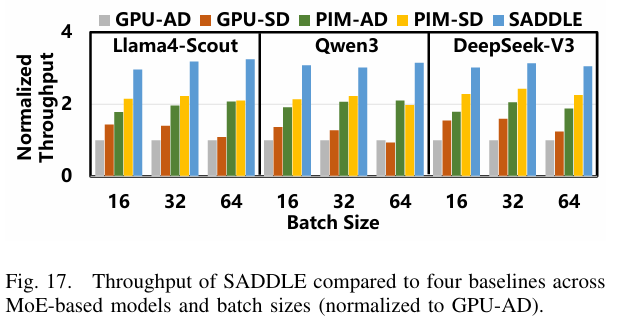 GPU-AD GPU-SD PIM-AD PIM-SD SADDLE
Llama4-Scout Qwen3 DeepSeek-V3
Normalized
Throughput
4
2
0
16 32 64 16 32 64 16 32 64
Batch Size
Fig. 17. Throughput of SADDLE compared to four baselines across
MoE-based models and batch sizes (normalized to GPU-AD).